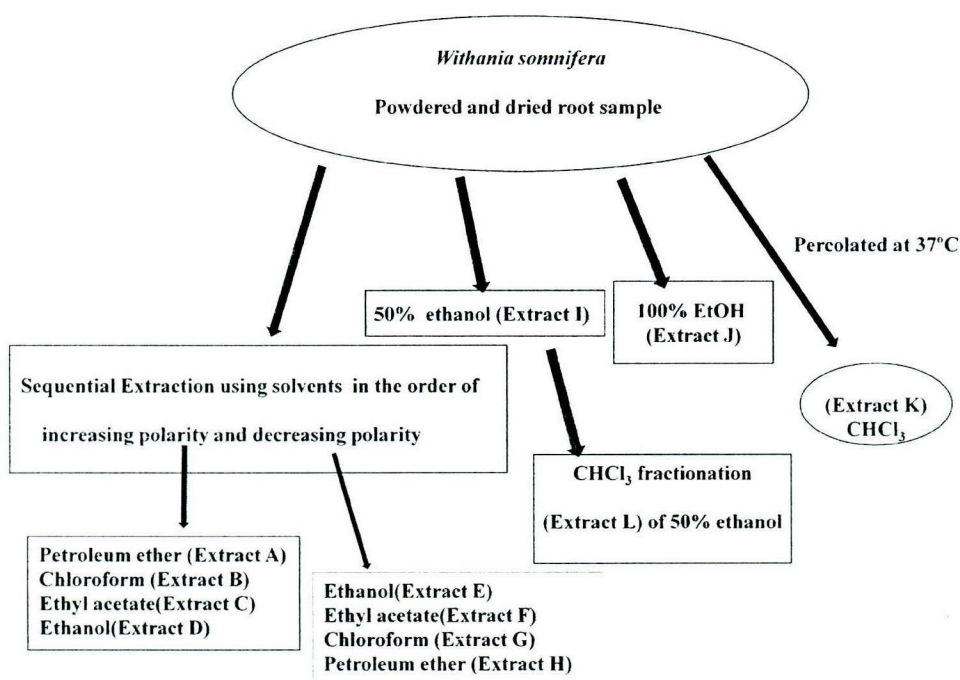 Withania somnifera
Powdered and dried root sample
Percolated at 37ºC
50% ethanol (Extract I)
100% EtOH
(Extract J)
Sequential Extraction using solvents in the order of
increasing polarity and decreasing polarity
(Extract K)
CHCl₃
CHCl₃ fractionation
(Extract L) of 50% ethanol
Petroleum ether (Extract A)
Chloroform (Extract B)
Ethyl acetate(Extract C)
Ethanol(Extract D)
Ethanol(Extract E)
Ethyl acetate(Extract F)
Chloroform (Extract G)
Petroleum ether (Extract H)